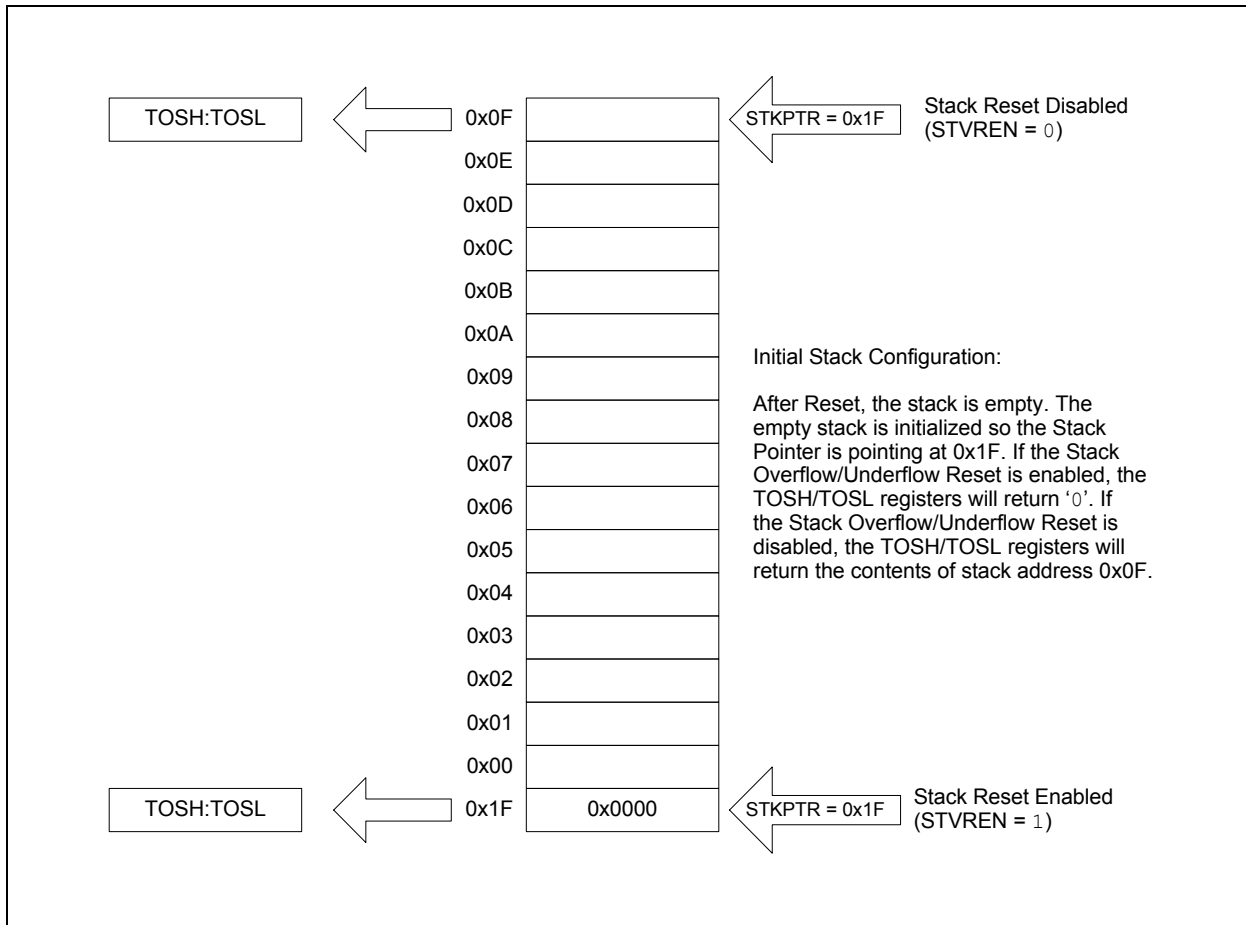 TOSH:TOSL
0x0F
STKPTR = 0x1F
Stack Reset Disabled
(STVREN = 0)
0x0E
0x0D
0x0C
0x0B
0x0A
0x09
0x08
0x07
0x06
0x05
0x04
0x03
0x02
0x01
0x00
Initial Stack Configuration:
After Reset, the stack is empty. The
empty stack is initialized so the Stack
Pointer is pointing at 0x1F. If the Stack
Overflow/Underflow Reset is enabled, the
TOSH/TOSL registers will return ‘0’. If
the Stack Overflow/Underflow Reset is
disabled, the TOSH/TOSL registers will
return the contents of stack address 0x0F.
TOSH:TOSL
0x1F
0x0000
STKPTR = 0x1F
Stack Reset Enabled
(STVREN = 1)